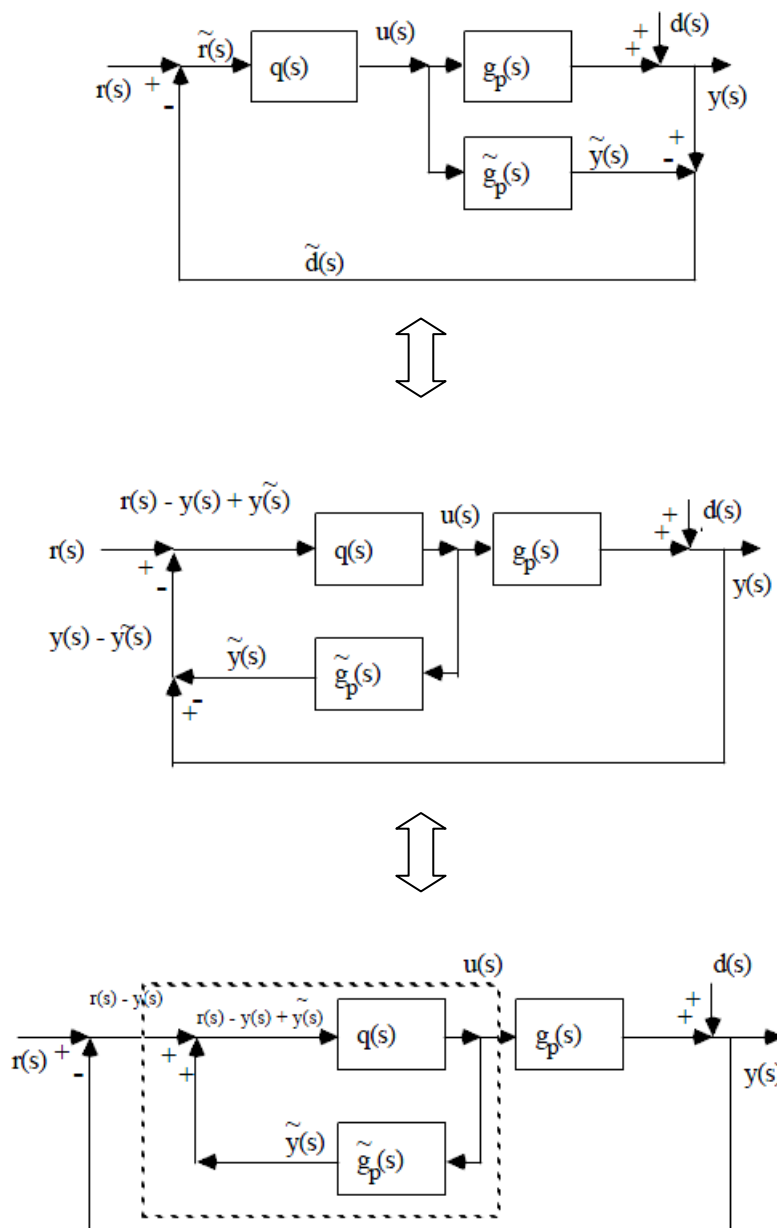 d(s)
r̃(s)
u(s)
+
+
q(s)
gₚ(s)
r(s)
+
-
y(s)
+
-
ỹ(s)
g̃ₚ(s)
d̃(s)
r(s) - y(s) + ỹ(s)
u(s)
d(s)
+
+
r(s)
+
-
q(s)
gₚ(s)
y(s)
y(s) - ỹ(s)
ỹ(s)
g̃ₚ(s)
+
-
u(s)
d(s)
r(s) - y(s)
r(s) - y(s) + ỹ(s)
+
+
r(s)
+
-
+
+
q(s)
gₚ(s)
y(s)
ỹ(s)
g̃ₚ(s)